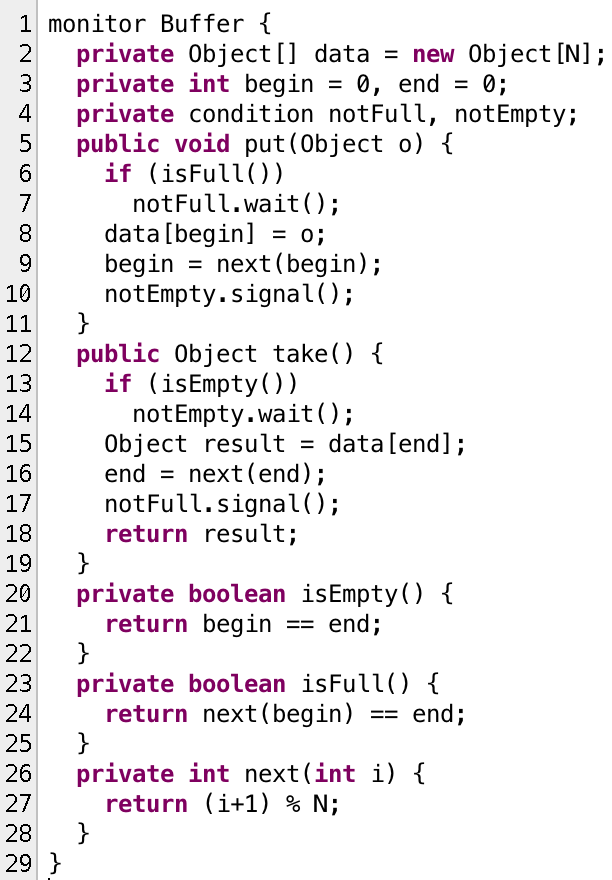 1 monitor Buffer {
2   private Object[] data = new Object[N];
3   private int begin = 0, end = 0;
4   private condition notFull, notEmpty;
5   public void put(Object o) {
6     if (isFull())
7       notFull.wait();
8     data[begin] = o;
9     begin = next(begin);
10     notEmpty.signal();
11   }
12   public Object take() {
13     if (isEmpty())
14       notEmpty.wait();
15     Object result = data[end];
16     end = next(end);
17     notFull.signal();
18     return result;
19   }
20   private boolean isEmpty() {
21     return begin == end;
22   }
23   private boolean isFull() {
24     return next(begin) == end;
25   }
26   private int next(int i) {
27     return (i+1) % N;
28   }
29 }